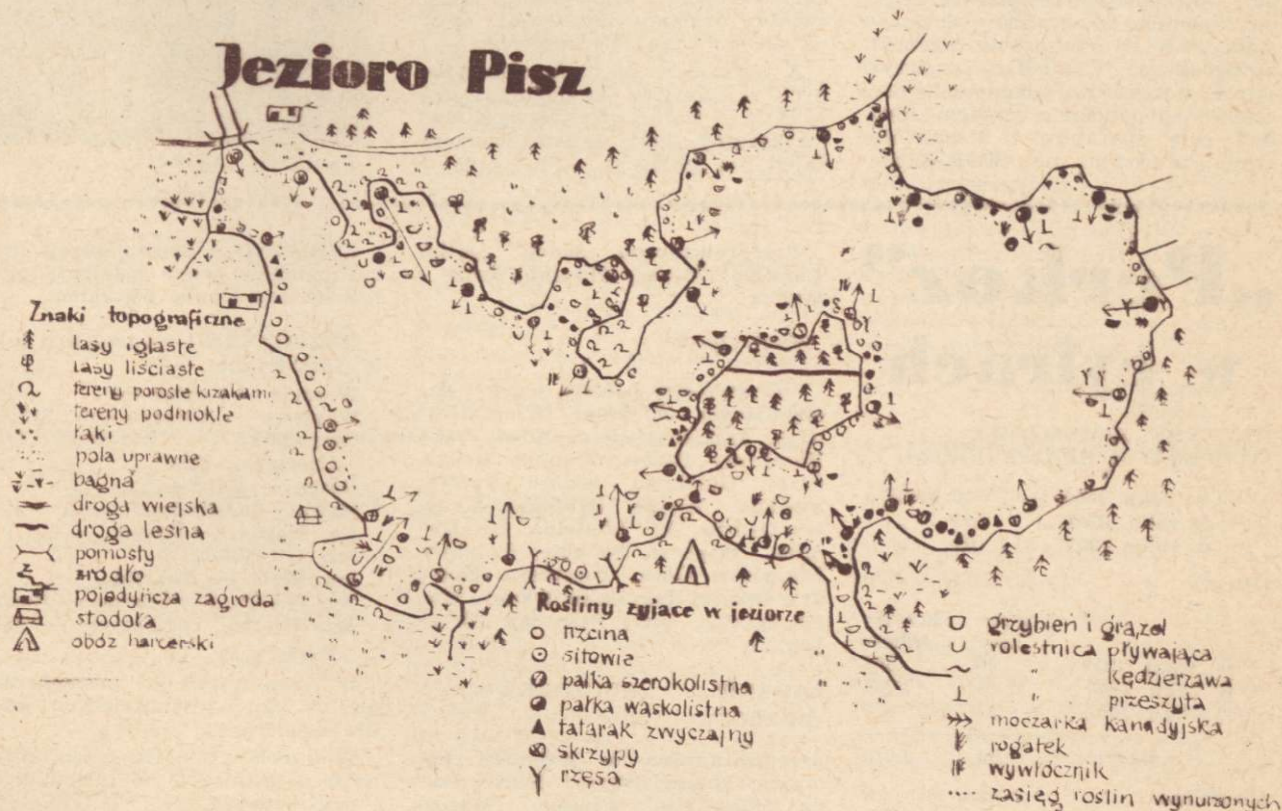 Jezioro Pisz
Znaki topograficzne
lasy iglaste
lasy liściaste
tereny porosłe krzakami
tereny podmokłe
łąki
pola uprawne
bagna
droga wiejska
droga leśna
pomosty
źródło
pojedyńcza zagroda
stodoła
obóz harcerski
Rośliny żyjące w jeziorze
trzcina
sitowie
pałka szerokolistna
pałka wąskolistna
tatarak zwyczajny
skrzypy
rzęsa
grzybień i grążel
rdestnica pływająca
" kędzierzawa
" przeszyta
moczarka kanadyjska
rogatek
wywłócznik
zasięg roślin wynurzonych